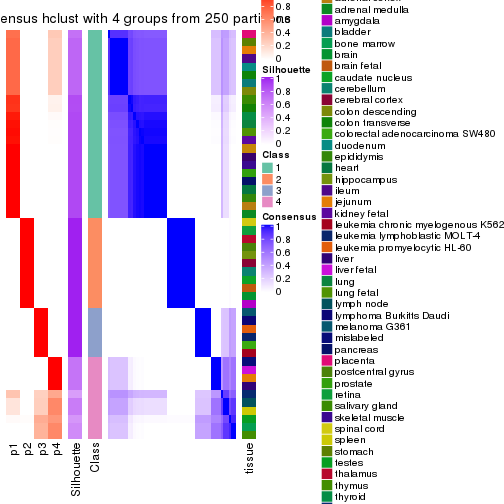 ensus hclust with 4 groups from 250 parti
0.8
0.6
0.4
0.2
0
Silhouette
1
0.8
0.6
0.4
0.2
0
Class
1
2
3
4
Consensus
1
0.8
0.6
0.4
0.2
0
adrenal medulla
amygdala
bladder
bone marrow
brain
brain fetal
caudate nucleus
cerebellum
cerebral cortex
colon descending
colon transverse
colorectal adenocarcinoma SW480
duodenum
epididymis
heart
hippocampus
ileum
jejunum
kidney fetal
leukemia chronic myelogenous K562
leukemia lymphoblastic MOLT-4
leukemia promyelocytic HL-60
liver
liver fetal
lung
lung fetal
lymph node
lymphoma Burkitts Daudi
melanoma G361
mislabeled
pancreas
placenta
postcentral gyrus
prostate
retina
salivary gland
skeletal muscle
spinal cord
spleen
stomach
testes
thalamus
thymus
thyroid
p1
p2
p3
p4
Silhouette
Class
tissue